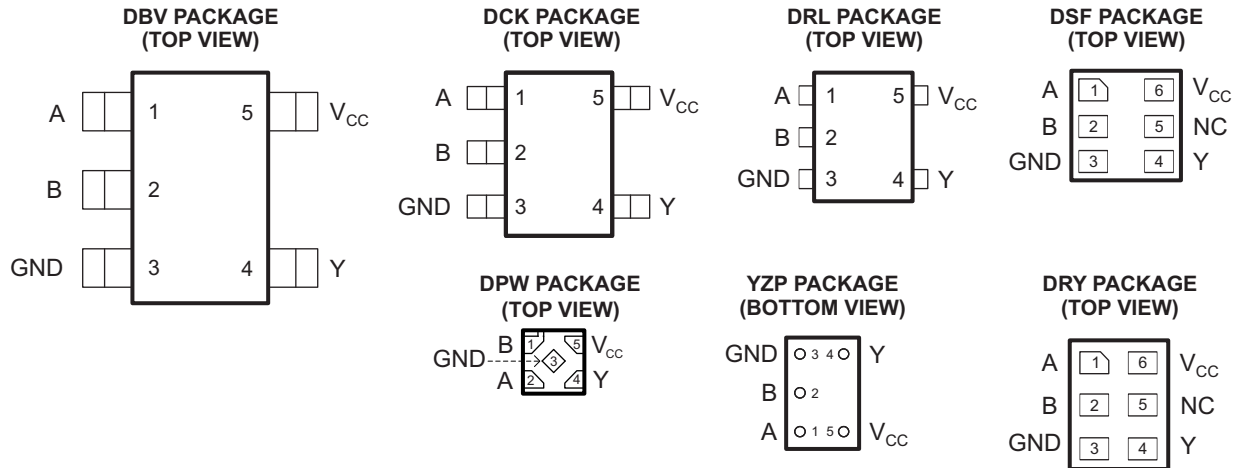 DBV PACKAGE
(TOP VIEW)
A 1 5 VCC
B 2
GND 3 4 Y
DCK PACKAGE
(TOP VIEW)
A 1 5 VCC
B 2
GND 3 4 Y
DRL PACKAGE
(TOP VIEW)
A 1 5 VCC
B 2
GND 3 4 Y
DSF PACKAGE
(TOP VIEW)
A 1 6 VCC
B 2 5 NC
GND 3 4 Y
DPW PACKAGE
(TOP VIEW)
B 1 5 VCC
GND 3
A 2 4 Y
YZP PACKAGE
(BOTTOM VIEW)
GND 3 4 Y
B 2
A 1 5 VCC
DRY PACKAGE
(TOP VIEW)
A 1 6 VCC
B 2 5 NC
GND 3 4 Y